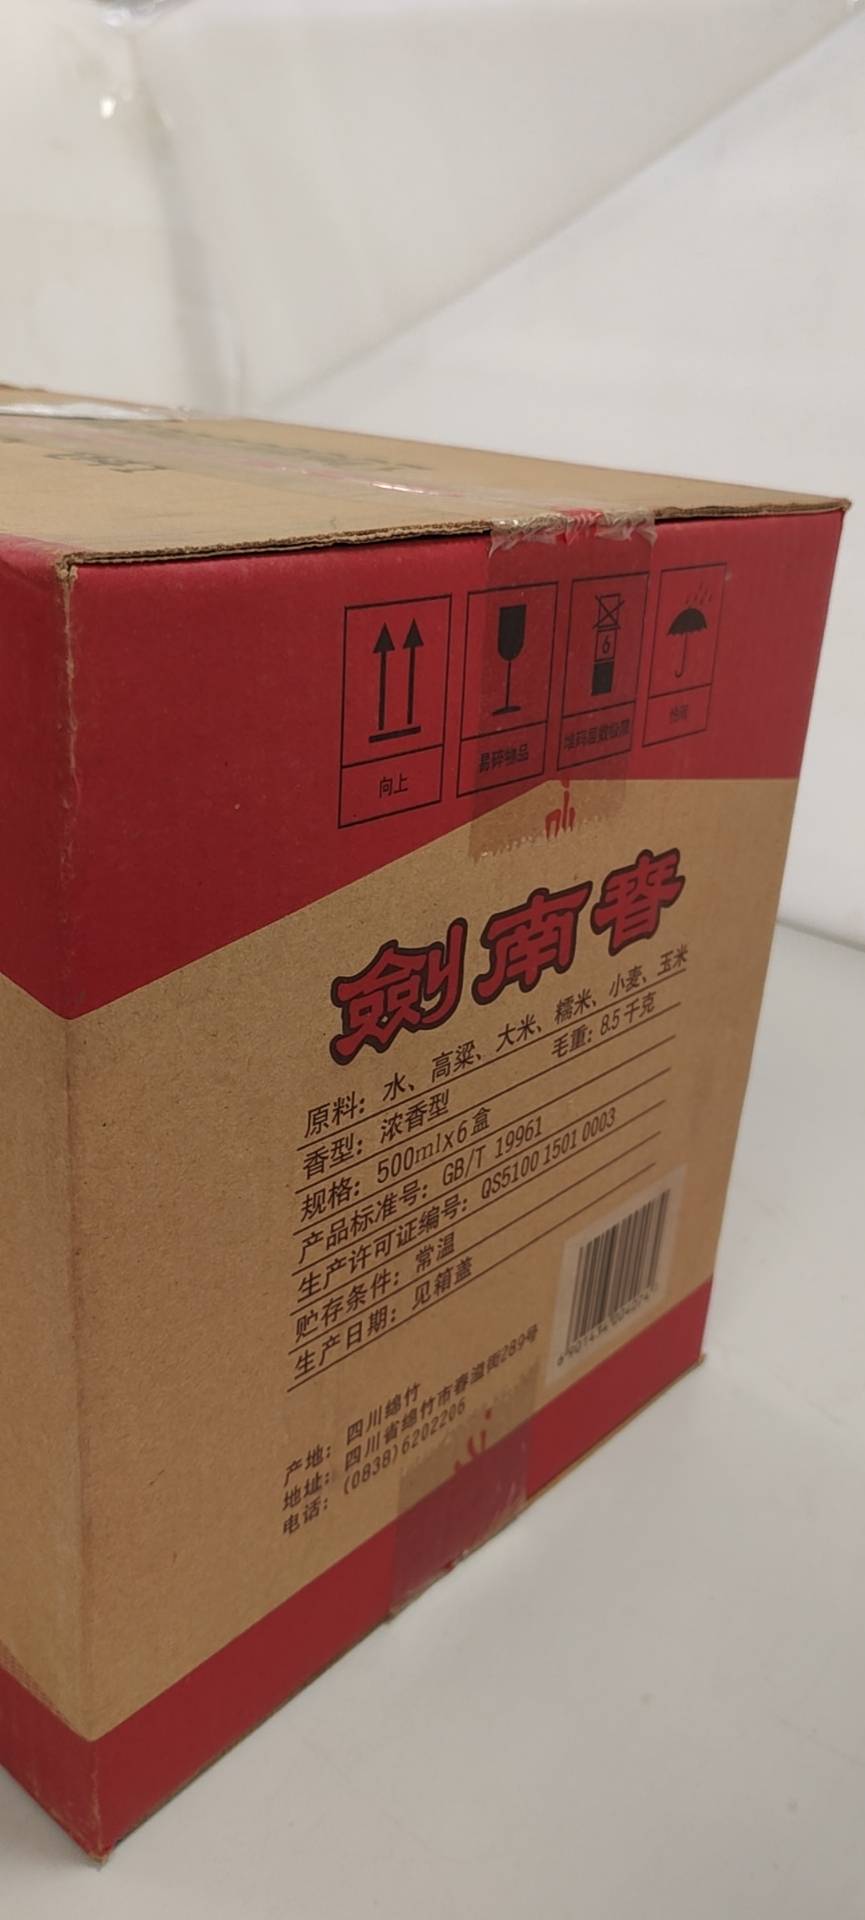 向上
易碎物品
6
堆码层数极限
怕雨
劍南春
原料：水、高粱、大米、糯米、小麦、玉米
香型：浓香型 毛重：8.5千克
规格：500ml×6盒
产品标准号：GB/T 19961
生产许可证编号：QS5100 1501 0003
贮存条件：常温
生产日期：见箱盖
产地：四川绵竹
地址：四川省绵竹市春溢街289号
电话：(0838)6202206